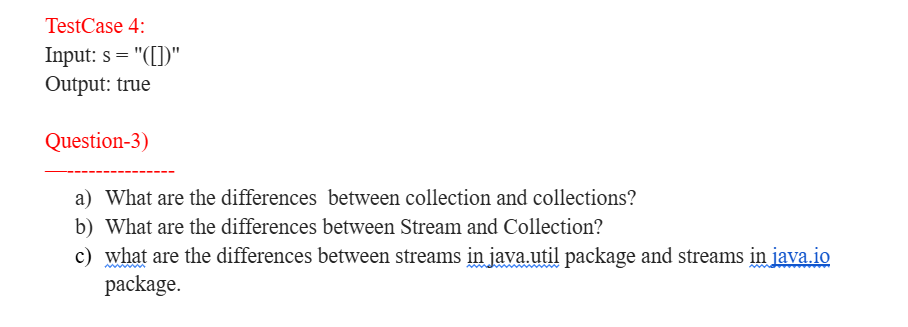 TestCase 4:
Input: s = "([])"
Output: true
Question-3)
—---------------
a) What are the differences  between collection and collections?
b) What are the differences between Stream and Collection?
c) what are the differences between streams in java.util package and streams in java.io
package.